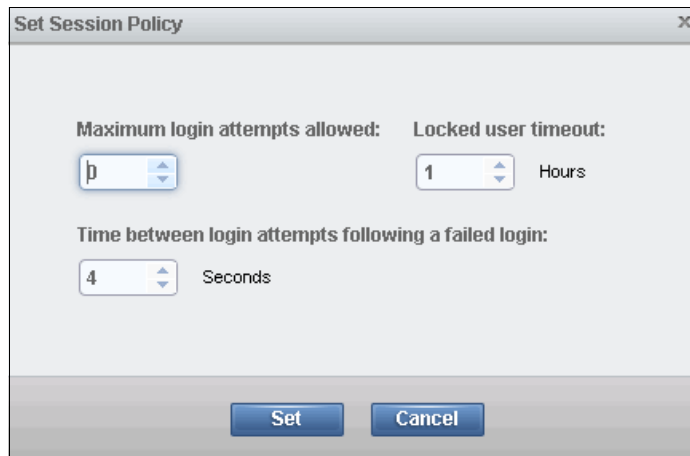 Set Session Policy x
Maximum login attempts allowed: Locked user timeout:
0 1 Hours
Time between login attempts following a failed login:
4 Seconds
Set Cancel